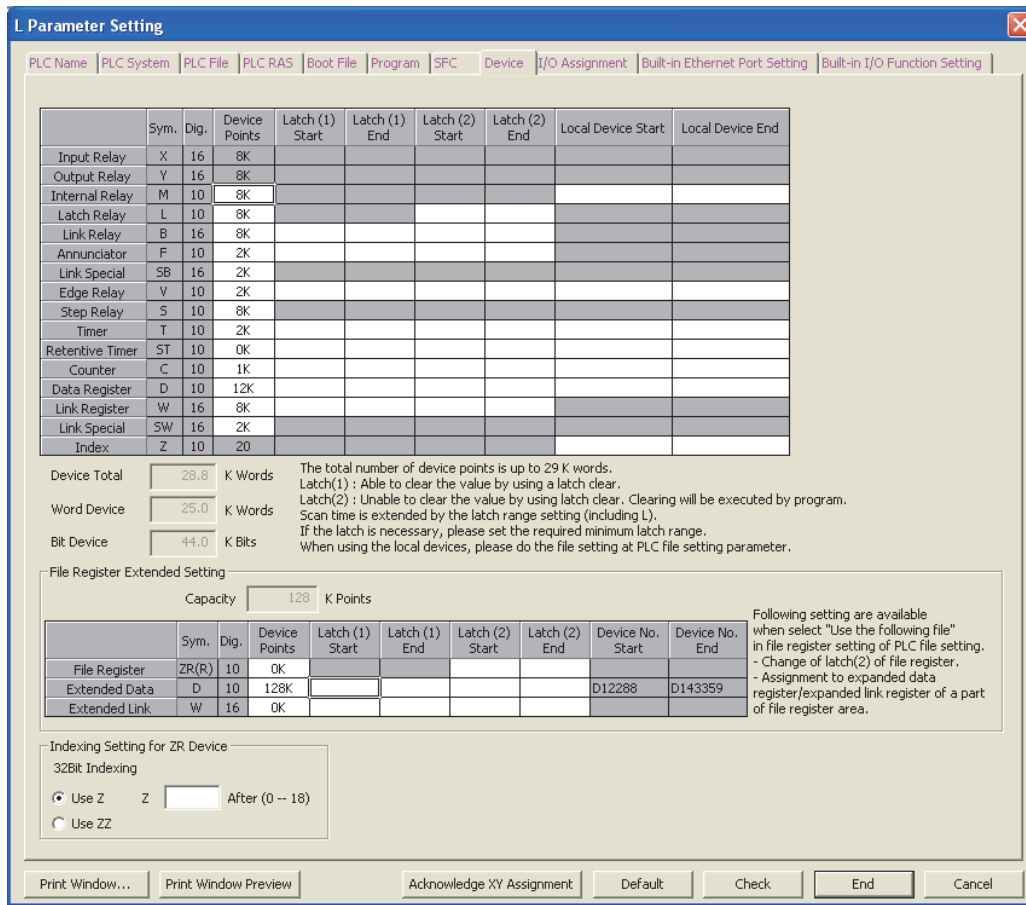 L Parameter Setting
PLC Name PLC System PLC File PLC RAS Boot File Program SFC Device I/O Assignment Built-in Ethernet Port Setting Built-in I/O Function Setting
Sym. Dig. Device Points Latch (1) Start Latch (1) End Latch (2) Start Latch (2) End Local Device Start Local Device End
Input Relay X 16 8K
Output Relay Y 16 8K
Internal Relay M 10 8K
Latch Relay L 10 8K
Link Relay B 16 8K
Annunciator F 10 2K
Link Special SB 16 2K
Edge Relay V 10 2K
Step Relay S 10 8K
Timer T 10 2K
Retentive Timer ST 10 0K
Counter C 10 1K
Data Register D 10 12K
Link Register W 16 8K
Link Special SW 16 2K
Index Z 10 20
Device Total 28.8 K Words
Word Device 25.0 K Words
Bit Device 44.0 K Bits
The total number of device points is up to 29 K words.
Latch(1) : Able to clear the value by using a latch clear.
Latch(2) : Unable to clear the value by using latch clear. Clearing will be executed by program.
Scan time is extended by the latch range setting (including L).
If the latch is necessary, please set the required minimum latch range.
When using the local devices, please do the file setting at PLC file setting parameter.
File Register Extended Setting
Capacity 128 K Points
Sym. Dig. Device Points Latch (1) Start Latch (1) End Latch (2) Start Latch (2) End Device No. Start Device No. End
File Register ZR(R) 10 0K
Extended Data D 10 128K D12288 D143359
Extended Link W 16 0K
Following setting are available
when select "Use the following file"
in file register setting of PLC file setting.
- Change of latch(2) of file register.
- Assignment to expanded data
register/expanded link register of a part
of file register area.
Indexing Setting for ZR Device
32Bit Indexing
Use Z Z After (0 -- 18)
Use ZZ
Print Window... Print Window Preview Acknowledge XY Assignment Default Check End Cancel